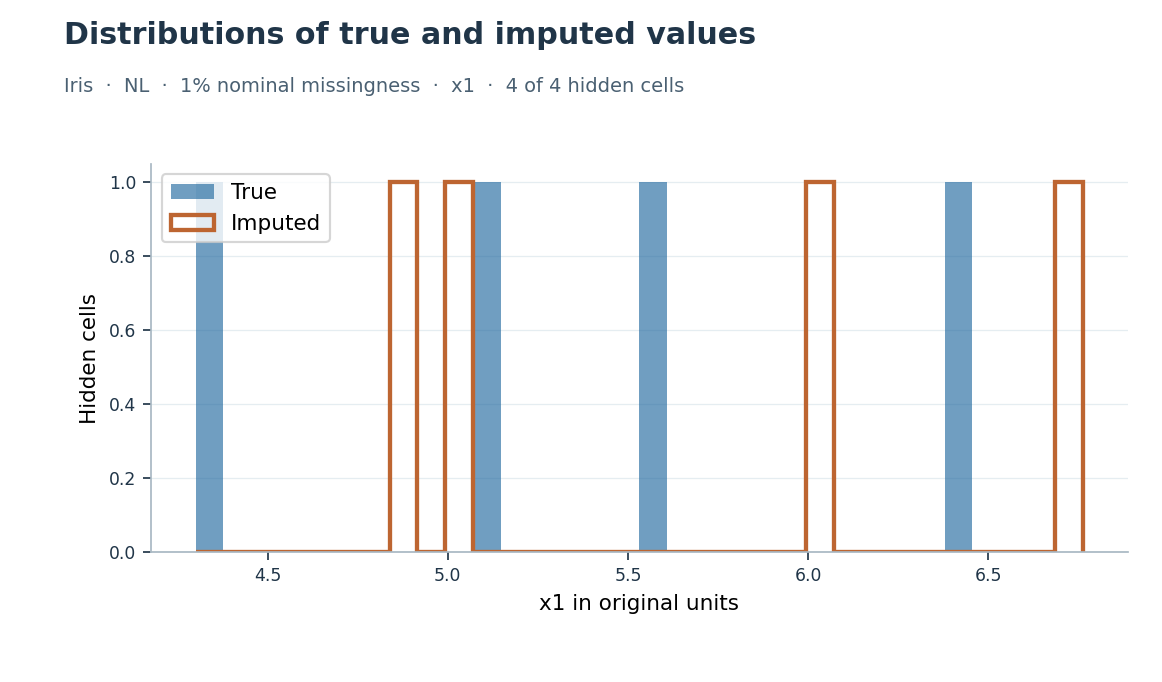 Distributions of true and imputed values
Iris · NL · 1% nominal missingness · x1 · 4 of 4 hidden cells
True
Imputed
Hidden cells
1.0
0.8
0.6
0.4
0.2
0.0
4.5 5.0 5.5 6.0 6.5
x1 in original units